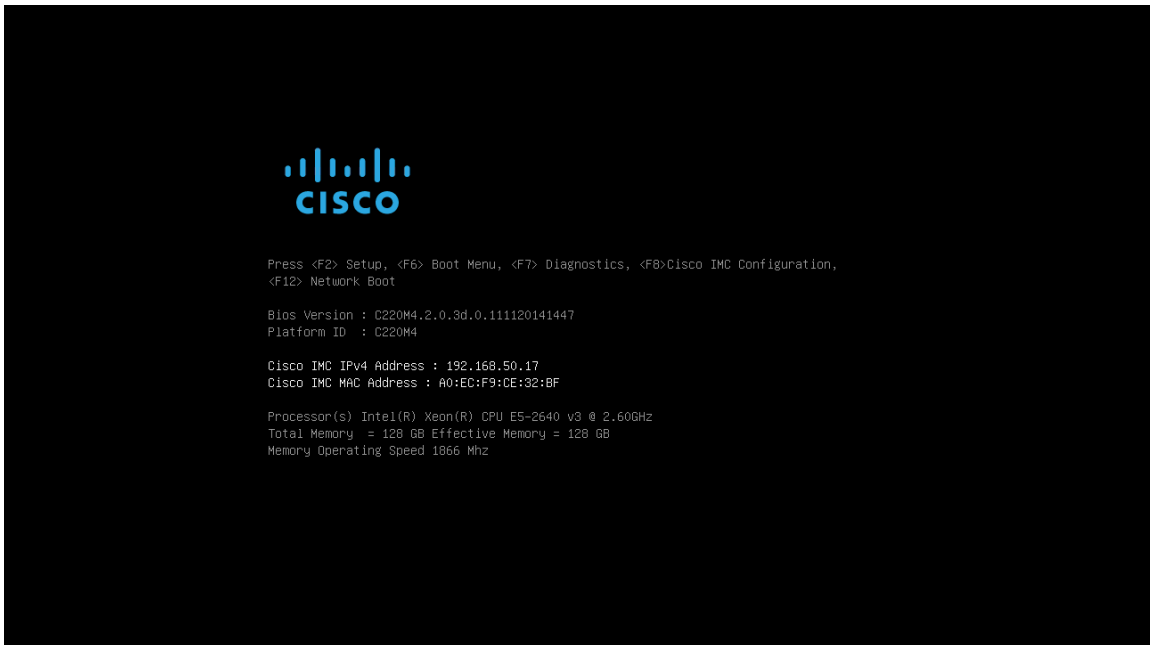 CISCO
Press <F2> Setup, <F6> Boot Menu, <F7> Diagnostics, <F8>Cisco IMC Configuration,
<F12> Network Boot
Bios Version : C220M4.2.0.3d.0.111120141447
Platform ID  : C220M4
Cisco IMC IPv4 Address : 192.168.50.17
Cisco IMC MAC Address : A0:EC:F9:CE:32:BF
Processor(s) Intel(R) Xeon(R) CPU E5-2640 v3 @ 2.60GHz
Total Memory  = 128 GB Effective Memory = 128 GB
Memory Operating Speed 1866 Mhz